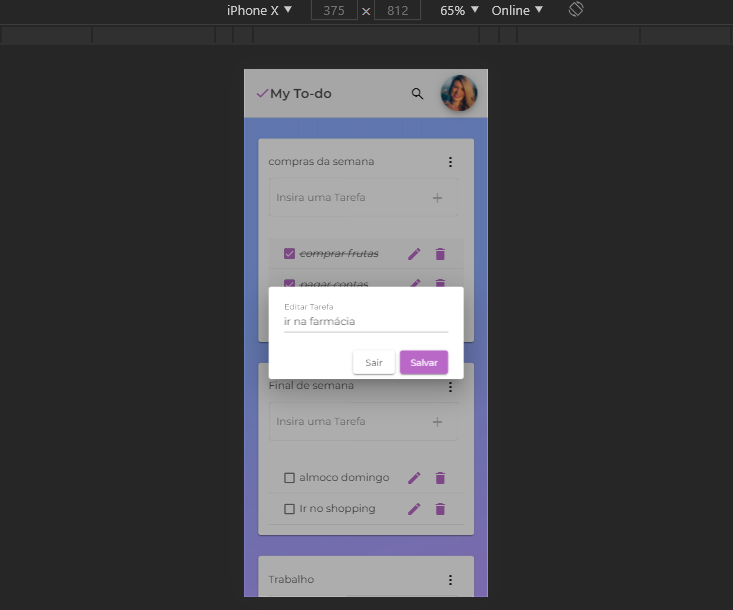 iPhone X ▼ 375 × 812 65% ▼ Online ▼
My To-do
compras da semana
Insira uma Tarefa
comprar frutas
pagar contas
Editar Tarefa
ir na farmácia
Sair Salvar
Final de semana
Insira uma Tarefa
almoco domingo
Ir no shopping
Trabalho